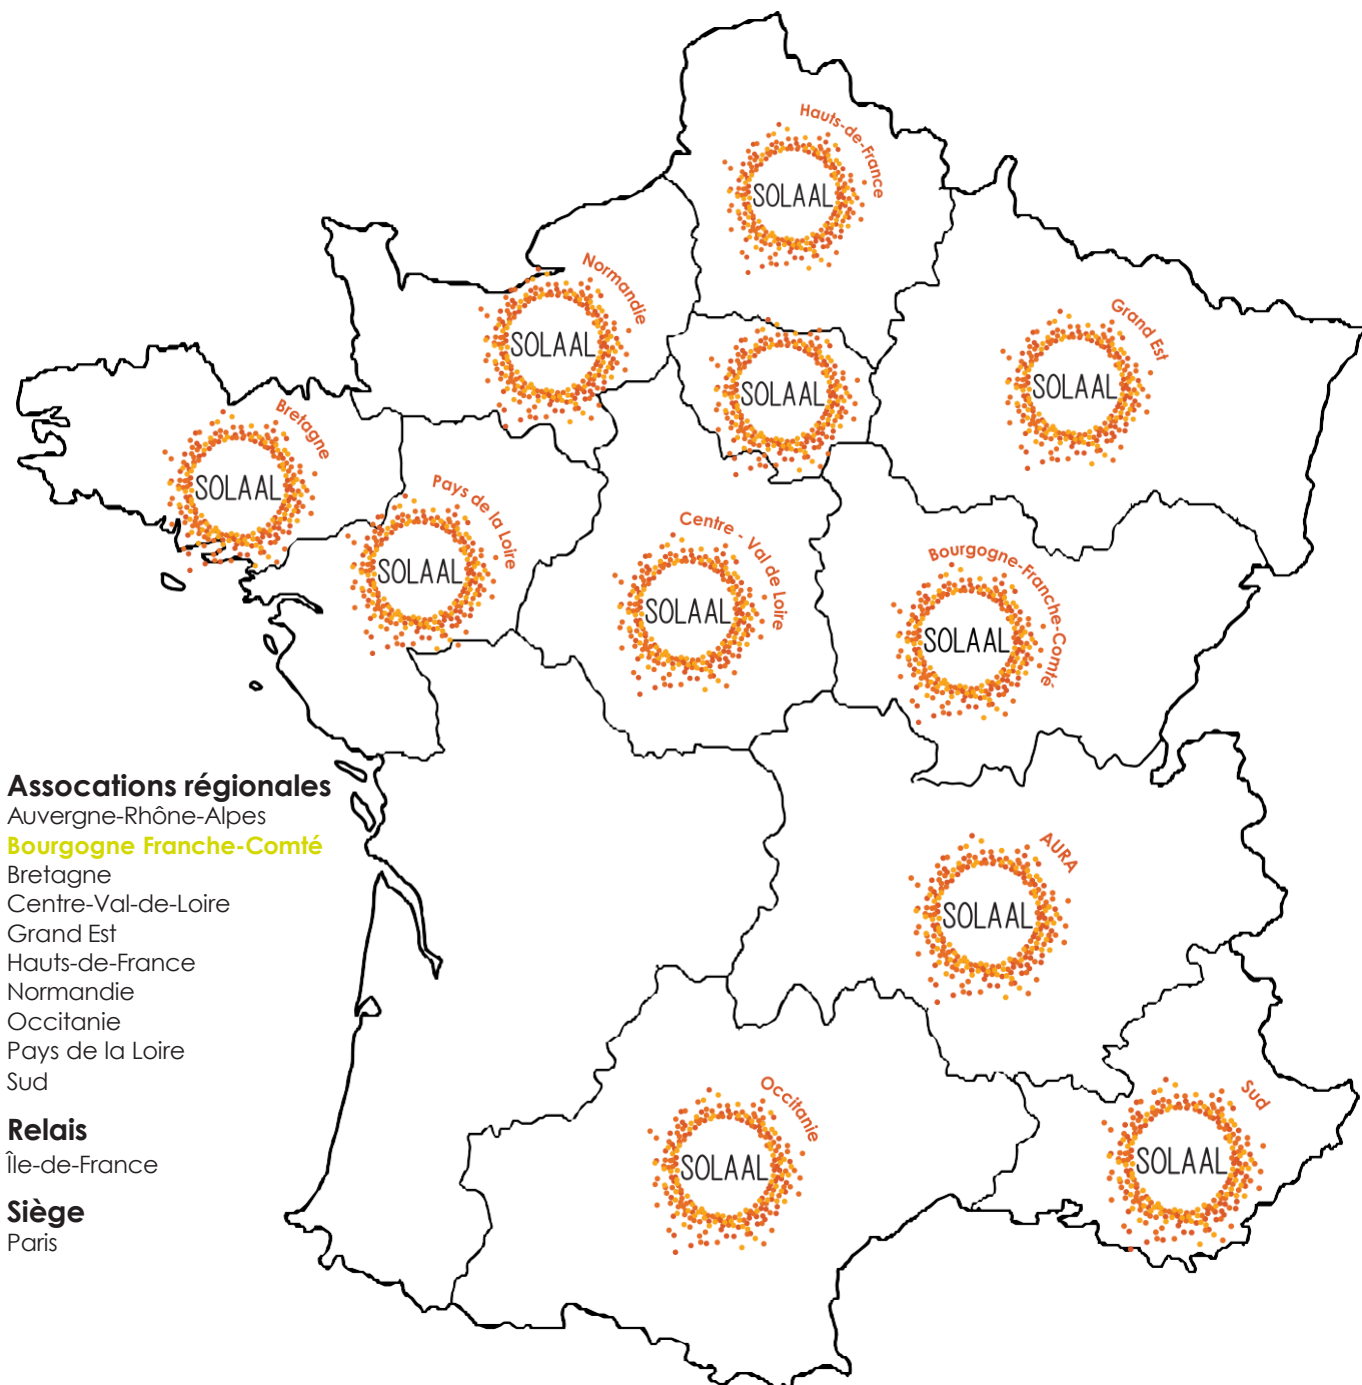 Hauts-de-France
SOLAAL
Normandie
SOLAAL
Grand Est
SOLAAL
SOLAAL
Bretagne
SOLAAL
Pays de la Loire
SOLAAL
Centre - Val de Loire
SOLAAL
Bourgogne-Franche-Comté
SOLAAL
AURA
SOLAAL
Occitanie
SOLAAL
Sud
SOLAAL
Assocations régionales
Auvergne-Rhône-Alpes
Bourgogne Franche-Comté
Bretagne
Centre-Val-de-Loire
Grand Est
Hauts-de-France
Normandie
Occitanie
Pays de la Loire
Sud
Relais
Île-de-France
Siège
Paris